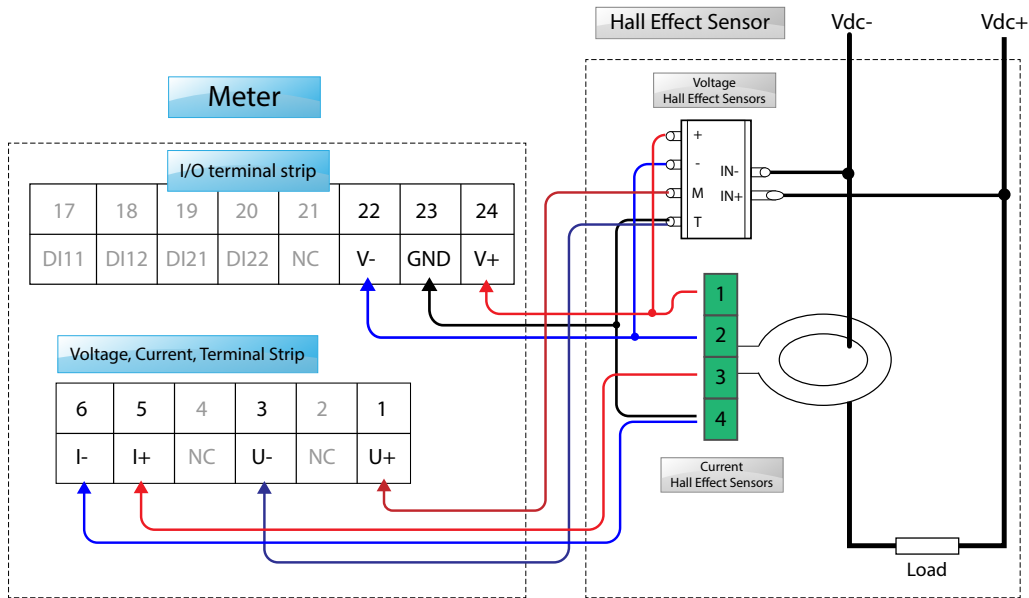 Hall Effect Sensor
Vdc-
Vdc+
Meter
Voltage
Hall Effect Sensors
I/O terminal strip
17 18 19 20 21 22 23 24
DI11 DI12 DI21 DI22 NC V- GND V+
+
-
M
T
IN-
IN+
1
2
3
4
Voltage, Current, Terminal Strip
6 5 4 3 2 1
I- I+ NC U- NC U+
Current
Hall Effect Sensors
Load